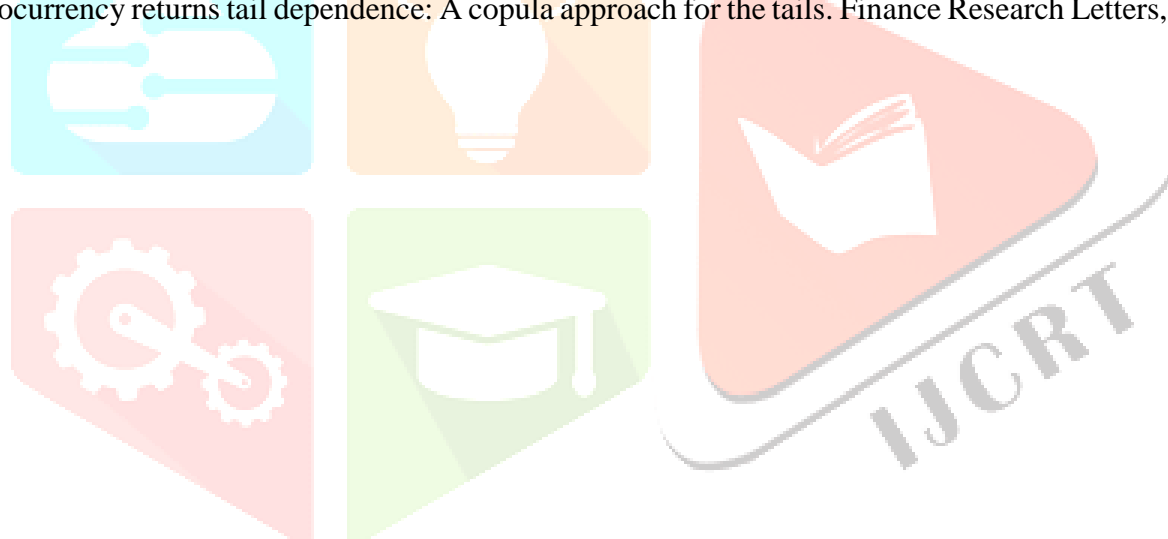 ocurrency returns tail dependence: A copula approach for the tails. Finance Research Letters,
IJCRT